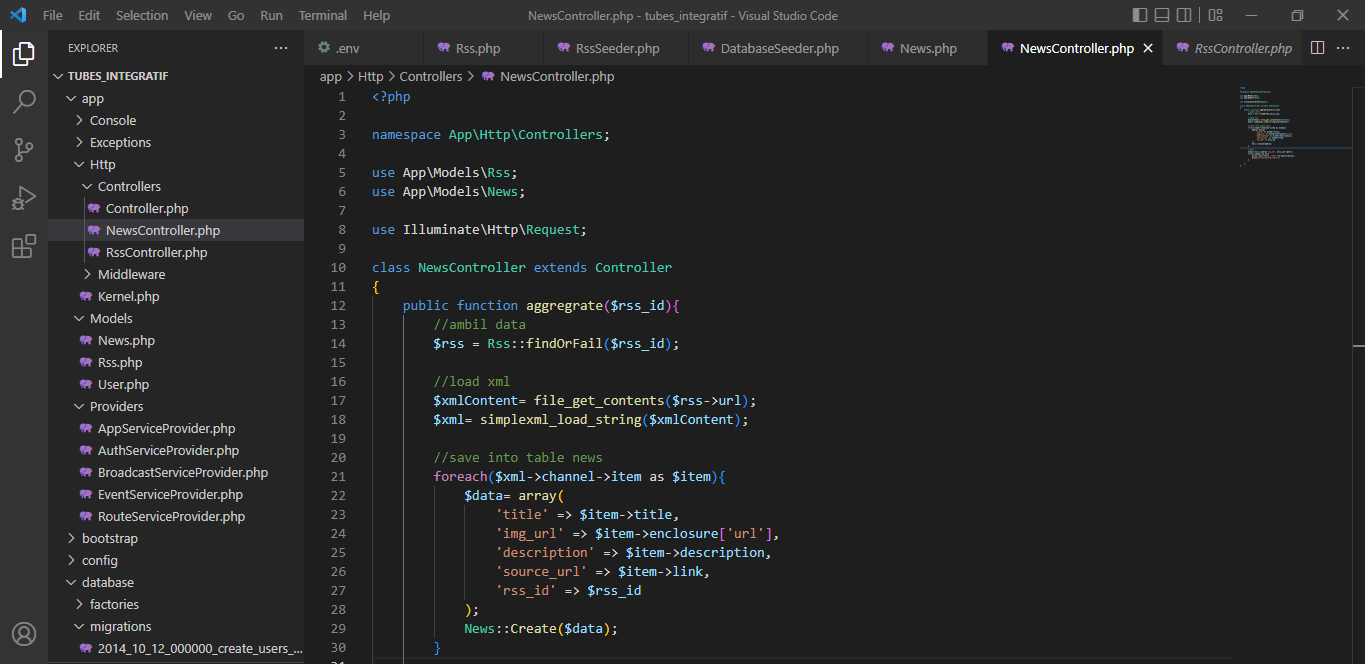 File Edit Selection View Go Run Terminal Help
NewsController.php - tubes_integratif - Visual Studio Code
EXPLORER
TUBES_INTEGRATIF
app
Console
Exceptions
Http
Controllers
Controller.php
NewsController.php
RssController.php
Middleware
Kernel.php
Models
News.php
Rss.php
User.php
Providers
AppServiceProvider.php
AuthServiceProvider.php
BroadcastServiceProvider.php
EventServiceProvider.php
RouteServiceProvider.php
bootstrap
config
database
factories
migrations
2014_10_12_000000_create_users_...
.env Rss.php RssSeeder.php DatabaseSeeder.php News.php NewsController.php RssController.php
app > Http > Controllers > NewsController.php
1 <?php
2
3 namespace App\Http\Controllers;
4
5 use App\Models\Rss;
6 use App\Models\News;
7
8 use Illuminate\Http\Request;
9
10 class NewsController extends Controller
11 {
12 public function aggregrate($rss_id){
13 //ambil data
14 $rss = Rss::findOrFail($rss_id);
15
16 //load xml
17 $xmlContent= file_get_contents($rss->url);
18 $xml= simplexml_load_string($xmlContent);
19
20 //save into table news
21 foreach($xml->channel->item as $item){
22 $data= array(
23 'title' => $item->title,
24 'img_url' => $item->enclosure['url'],
25 'description' => $item->description,
26 'source_url' => $item->link,
27 'rss_id' => $rss_id
28 );
29 News::Create($data);
30 }